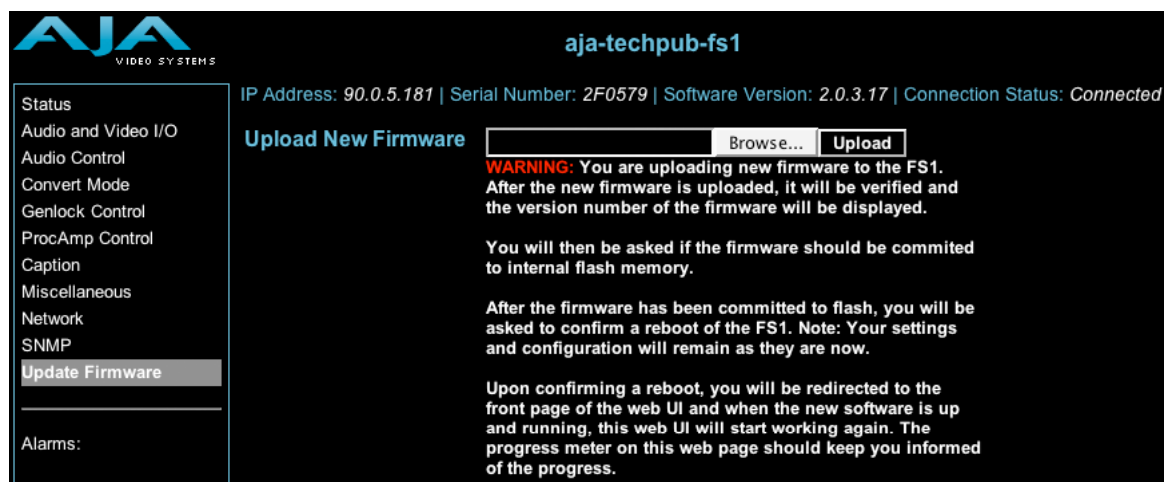 AJA
VIDEO SYSTEMS
aja-techpub-fs1
IP Address: 90.0.5.181 | Serial Number: 2F0579 | Software Version: 2.0.3.17 | Connection Status: Connected
Status
Audio and Video I/O
Audio Control
Convert Mode
Genlock Control
ProcAmp Control
Caption
Miscellaneous
Network
SNMP
Update Firmware
Alarms:
Upload New Firmware
Browse...
Upload
WARNING: You are uploading new firmware to the FS1.
After the new firmware is uploaded, it will be verified and
the version number of the firmware will be displayed.
You will then be asked if the firmware should be commited
to internal flash memory.
After the firmware has been committed to flash, you will be
asked to confirm a reboot of the FS1. Note: Your settings
and configuration will remain as they are now.
Upon confirming a reboot, you will be redirected to the
front page of the web UI and when the new software is up
and running, this web UI will start working again. The
progress meter on this web page should keep you informed
of the progress.